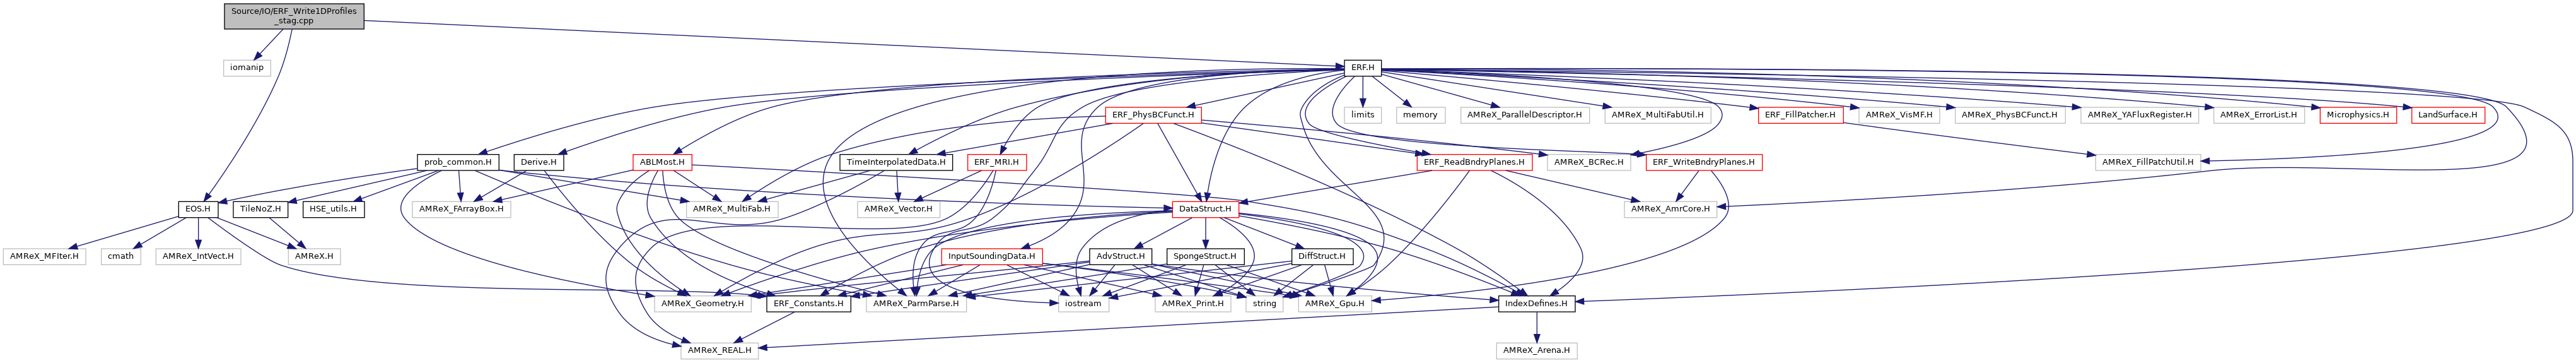 Source/IO/ERF_Write1DProfiles
_stag.cpp
iomanip
ERF.H
ERF_PhysBCFunct.H
limits
memory
AMReX_ParallelDescriptor.H
AMReX_MultiFabUtil.H
ERF_FillPatcher.H
AMReX_VisMF.H
AMReX_PhysBCFunct.H
AMReX_YAFluxRegister.H
AMReX_ErrorList.H
Microphysics.H
LandSurface.H
prob_common.H
Derive.H
ABLMost.H
TimeInterpolatedData.H
ERF_MRI.H
ERF_ReadBndryPlanes.H
AMReX_BCRec.H
ERF_WriteBndryPlanes.H
AMReX_FillPatchUtil.H
EOS.H
TileNoZ.H
HSE_utils.H
AMReX_FArrayBox.H
AMReX_MultiFab.H
AMReX_Vector.H
DataStruct.H
AMReX_AmrCore.H
AMReX_MFIter.H
cmath
AMReX_IntVect.H
AMReX.H
InputSoundingData.H
AdvStruct.H
SpongeStruct.H
DiffStruct.H
AMReX_Geometry.H
ERF_Constants.H
AMReX_ParmParse.H
iostream
AMReX_Print.H
string
AMReX_Gpu.H
IndexDefines.H
AMReX_REAL.H
AMReX_Arena.H